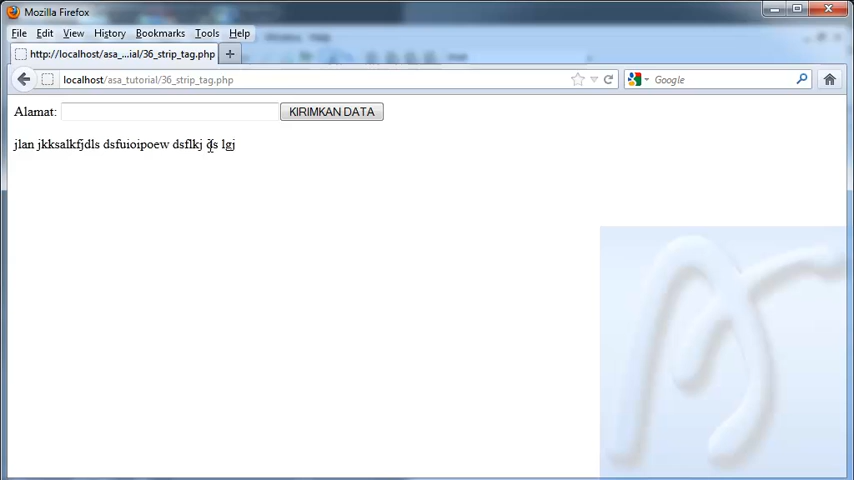 Mozilla Firefox
File Edit View History Bookmarks Tools Help
http://localhost/asa_...ial/36_strip_tag.php
localhost/asa_tutorial/36_strip_tag.php
Google
Alamat: KIRIMKAN DATA
jlan jkksalkfjdls dsfuioipoew dsflkj ds lgj